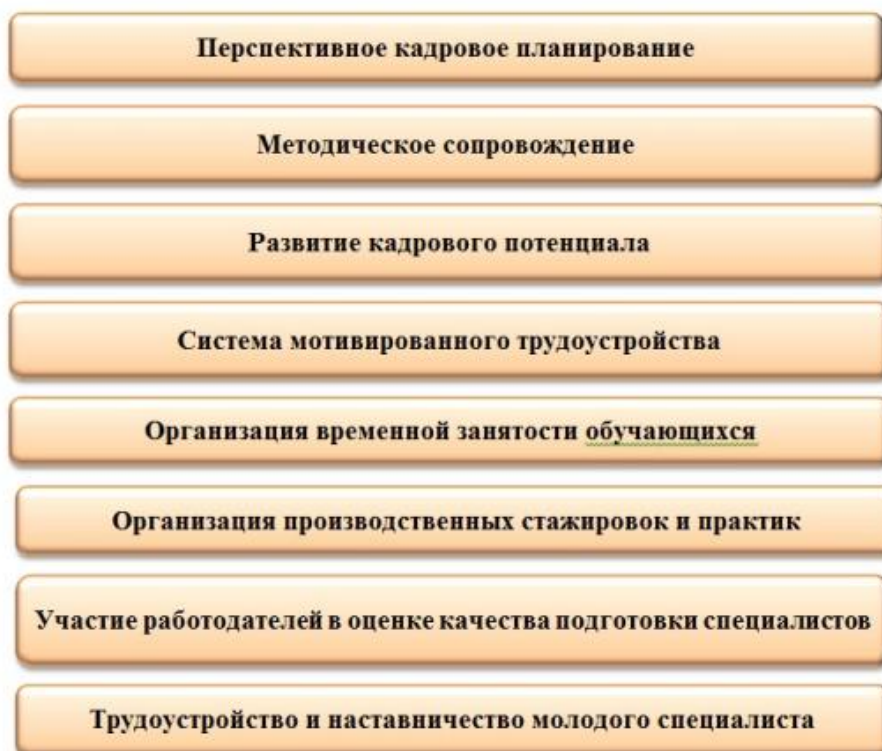 Перспективное кадровое планирование
Методическое сопровождение
Развитие кадрового потенциала
Система мотивированного трудоустройства
Организация временной занятости обучающихся
Организация производственных стажировок и практик
Участие работодателей в оценке качества подготовки специалистов
Трудоустройство и наставничество молодого специалиста